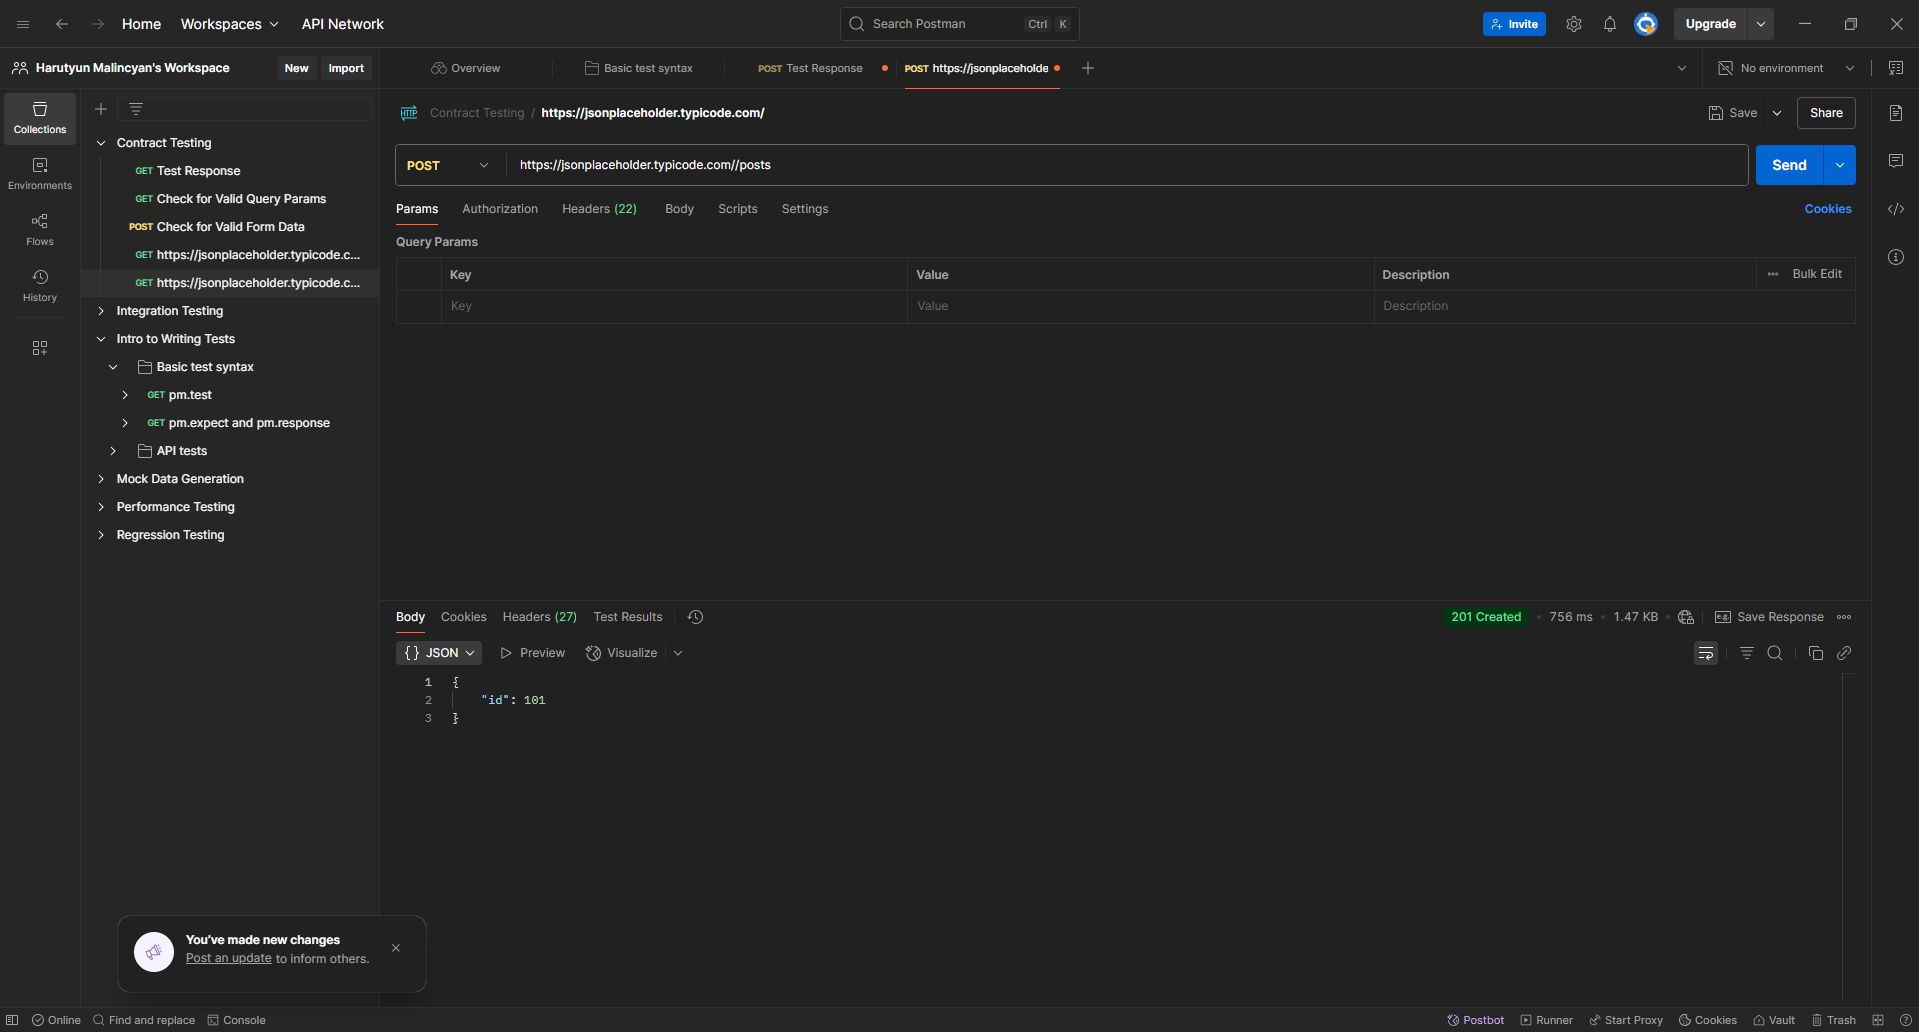 Home Workspaces API Network Search Postman Ctrl K Invite Upgrade
Harutyun Malincyan's Workspace New Import Overview Basic test syntax POST Test Response POST https://jsonplaceholde No environment
Collections
Environments
Flows
History
Contract Testing
GET Test Response
GET Check for Valid Query Params
POST Check for Valid Form Data
GET https://jsonplaceholder.typicode.c...
GET https://jsonplaceholder.typicode.c...
Integration Testing
Intro to Writing Tests
Basic test syntax
GET pm.test
GET pm.expect and pm.response
API tests
Mock Data Generation
Performance Testing
Regression Testing
HTTP Contract Testing / https://jsonplaceholder.typicode.com/ Save Share
POST https://jsonplaceholder.typicode.com//posts Send
Params Authorization Headers (22) Body Scripts Settings Cookies
Query Params
Key Value Description Bulk Edit
Key Value Description
Body Cookies Headers (27) Test Results 201 Created • 756 ms • 1.47 KB • e.g. Save Response
{} JSON Preview Visualize
1 {
2 "id": 101
3 }
You've made new changes
Post an update to inform others.
Online Find and replace Console Postbot Runner Start Proxy Cookies Vault Trash